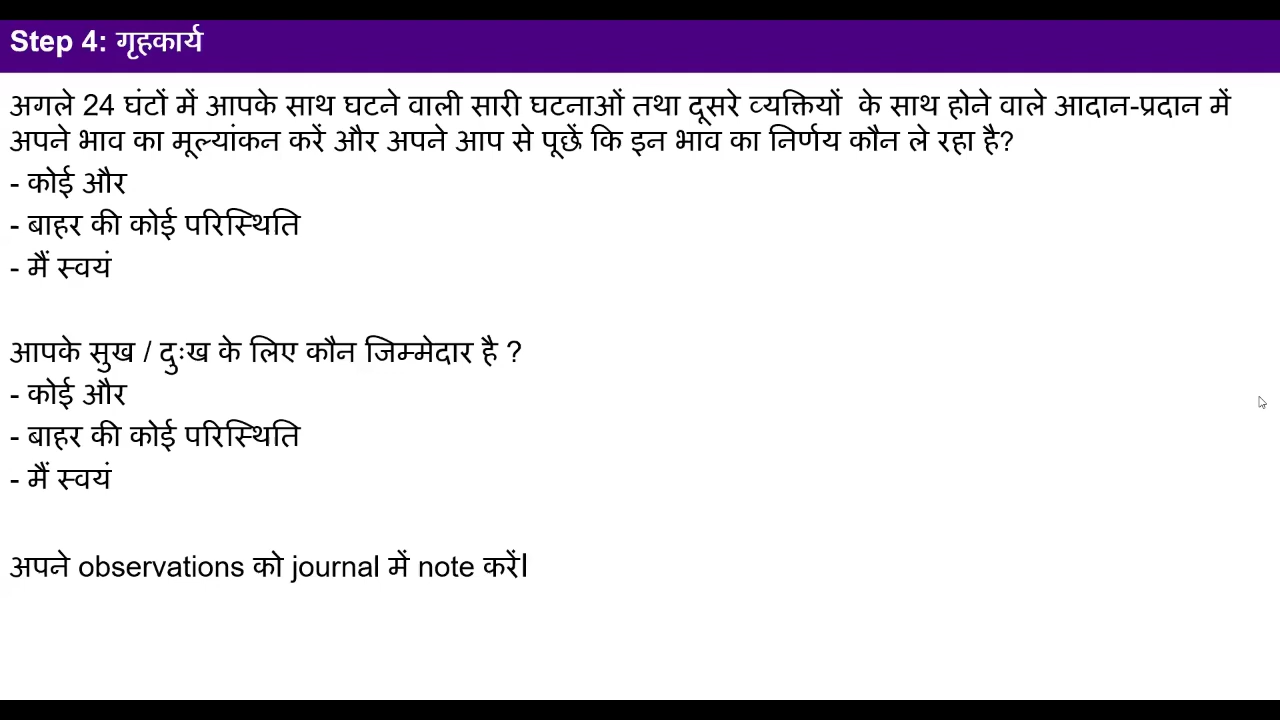 Step 4: गृहकार्य
अगले 24 घंटों में आपके साथ घटने वाली सारी घटनाओं तथा दूसरे व्यक्तियों के साथ होने वाले आदान-प्रदान में
अपने भाव का मूल्यांकन करें और अपने आप से पूछें कि इन भाव का निर्णय कौन ले रहा है?
- कोई और
- बाहर की कोई परिस्थिति
- मैं स्वयं
आपके सुख / दुःख के लिए कौन जिम्मेदार है ?
- कोई और
- बाहर की कोई परिस्थिति
- मैं स्वयं
अपने observations को journal में note करें।